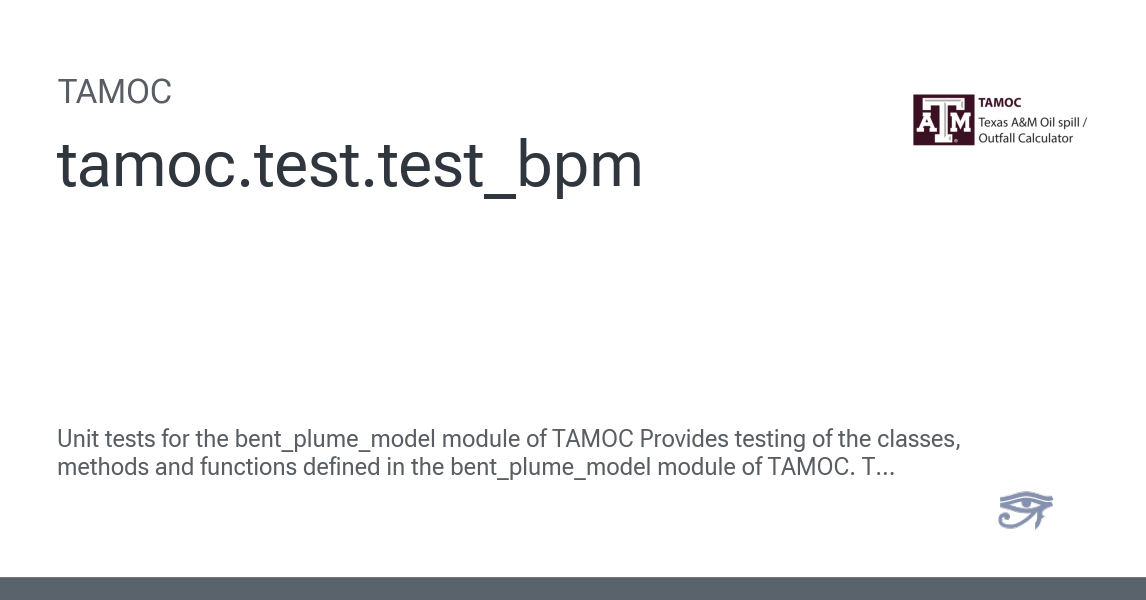 TAMOC
tamoc.test.test_bpm
ATM
TAMOC
Texas A&M Oil spill /
Outfall Calculator
Unit tests for the bent_plume_model module of TAMOC Provides testing of the classes,
methods and functions defined in the bent_plume_model module of TAMOC. T...